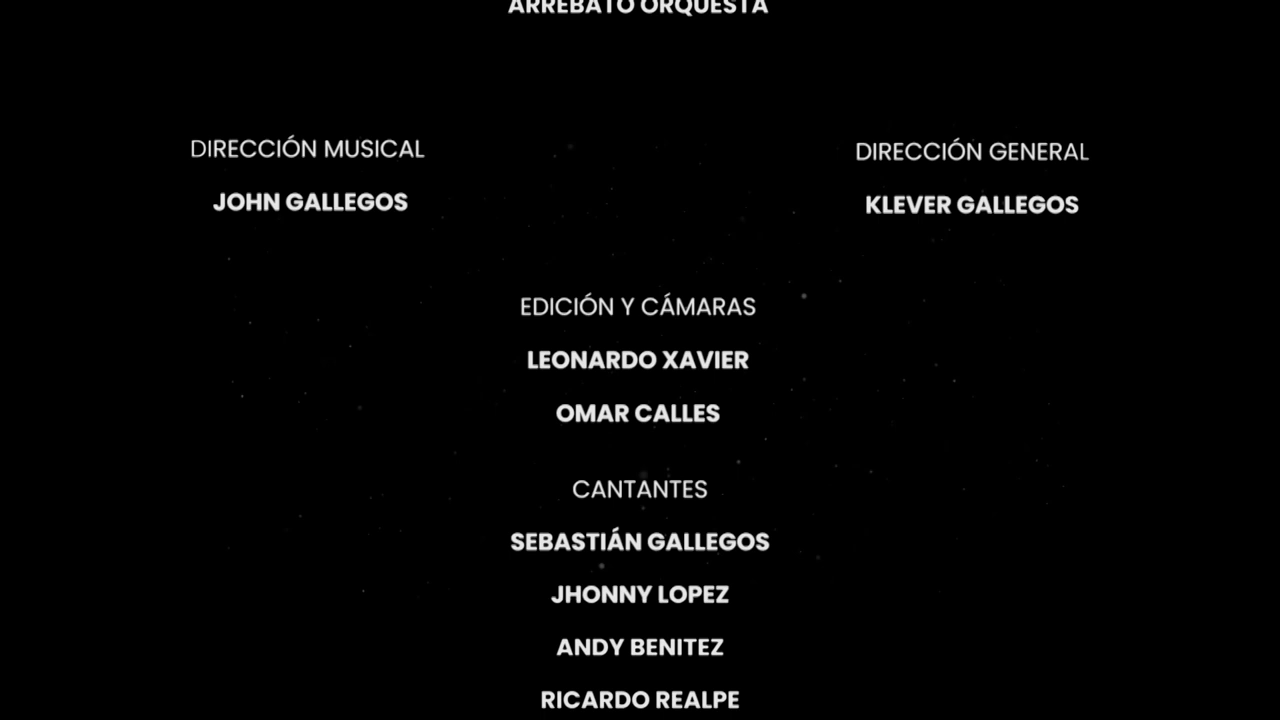 ARREBATO ORQUESTA
DIRECCIÓN MUSICAL
JOHN GALLEGOS
DIRECCIÓN GENERAL
KLEVER GALLEGOS
EDICIÓN Y CÁMARAS
LEONARDO XAVIER
OMAR CALLES
CANTANTES
SEBASTIÁN GALLEGOS
JHONNY LOPEZ
ANDY BENITEZ
RICARDO REALPE